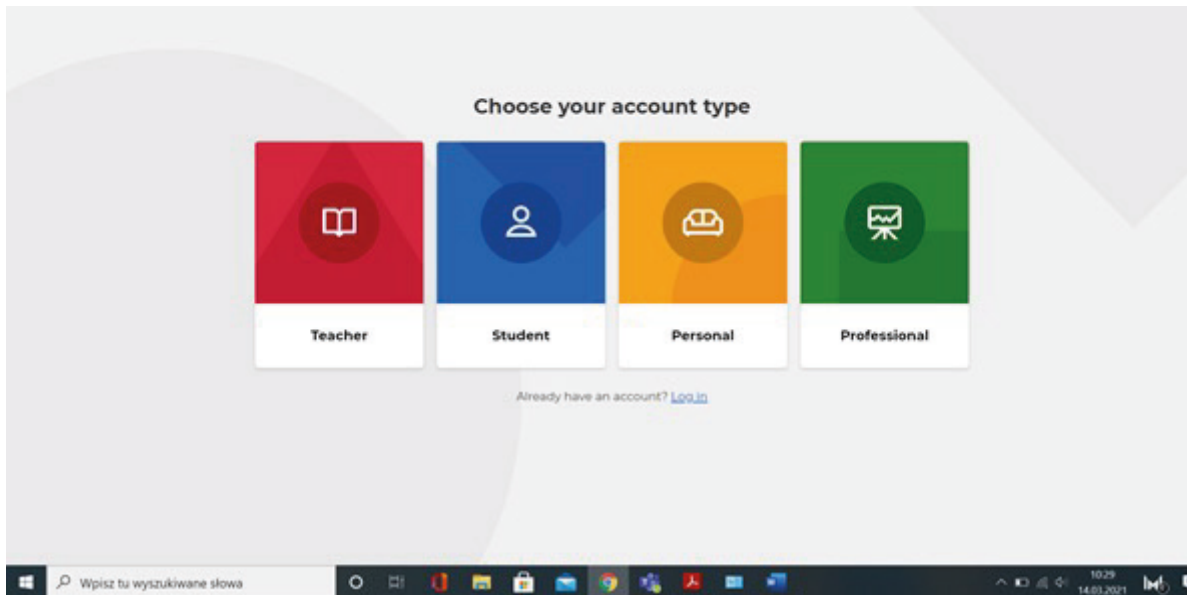 Choose your account type
Teacher Student Personal Professional
Already have an account? Log in
Wpisz tu wyszukiwane słowa
10:29
14.03.2021